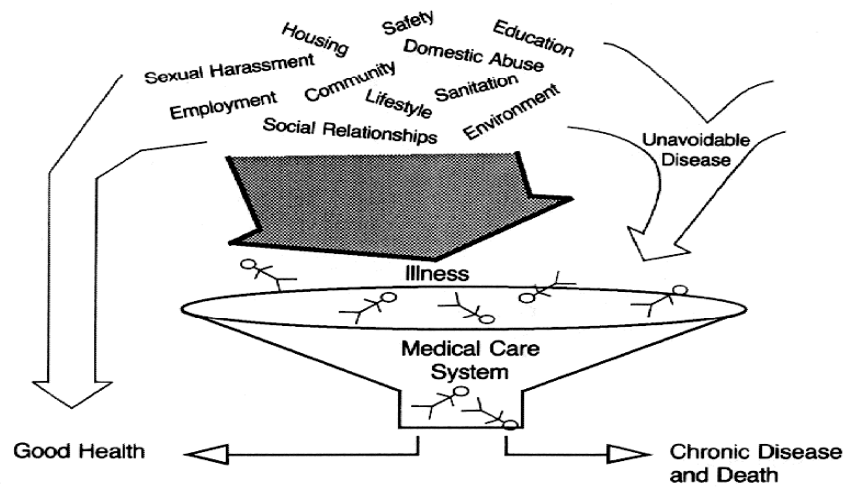 Safety
Housing
Education
Domestic Abuse
Sexual Harassment
Community
Sanitation
Employment
Lifestyle
Environment
Social Relationships
Unavoidable
Disease
Illness
Medical Care
System
Good Health
Chronic Disease
and Death